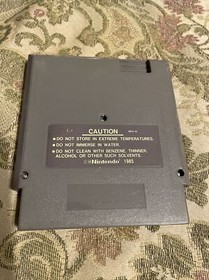 CAUTION
• DO NOT STORE IN EXTREME TEMPERATURES.
• DO NOT IMMERSE IN WATER.
• DO NOT CLEAN WITH BENZENE, THINNER,
ALCOHOL OR OTHER SUCH SOLVENTS.
©Nintendo® 1985